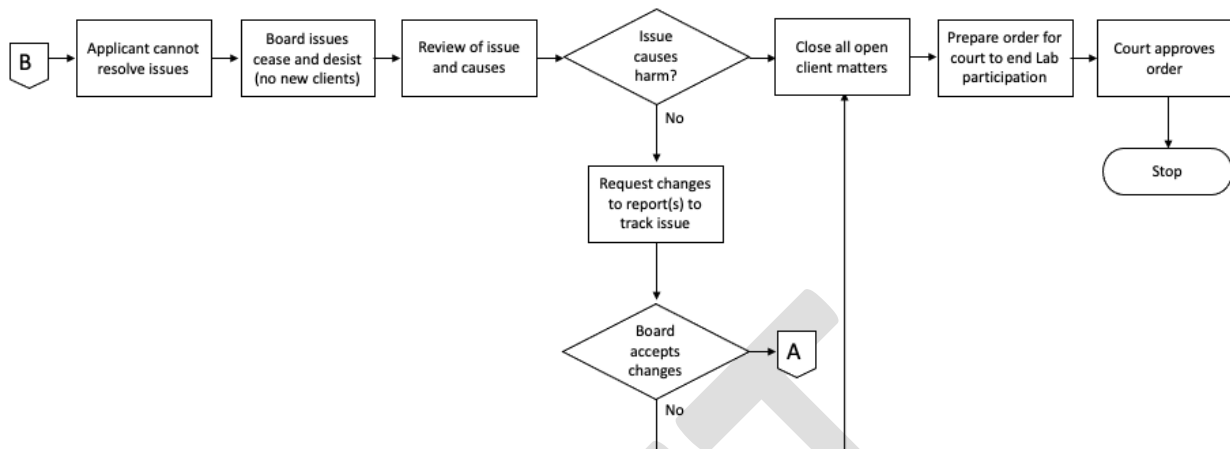 B
Applicant cannot
resolve issues
Board issues
cease and desist
(no new clients)
Review of issue
and causes
Issue
causes
harm?
Close all open
client matters
Prepare order for
court to end Lab
participation
Court approves
order
No
Stop
Request changes
to report(s) to
track issue
Board
accepts
changes
A
No